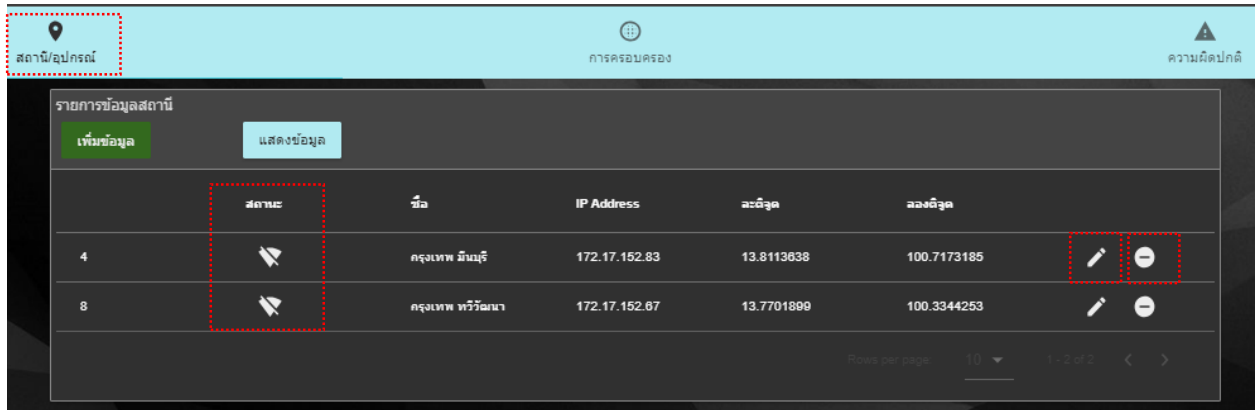 สถานี/อุปกรณ์ การครอบครอง ความผิดปกติ
รายการข้อมูลสถานี
เพิ่มข้อมูล แสดงข้อมูล
สถานะ ชื่อ IP Address ละติจูด ลองติจูด
4 กรุงเทพ มีนบุรี 172.17.152.83 13.8113638 100.7173185
8 กรุงเทพ ทวีวัฒนา 172.17.152.67 13.7701899 100.3344253
Rows per page: 10 1-2 of 2